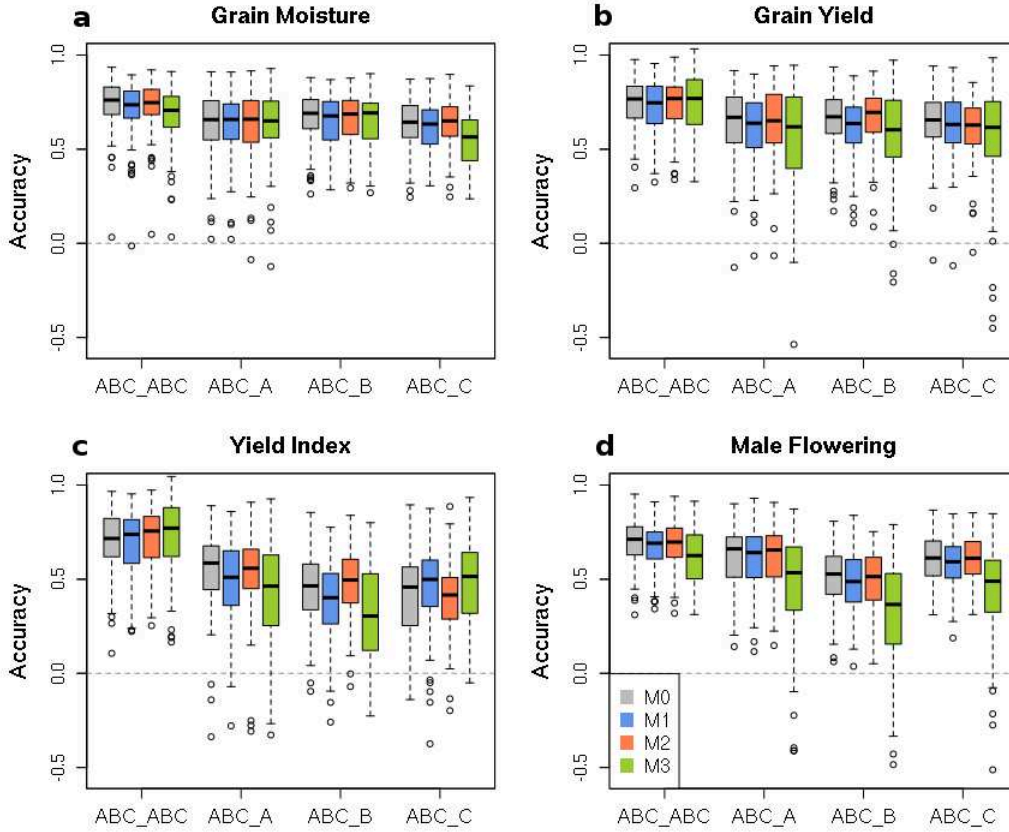 a Grain Moisture
Accuracy
1.0
0.5
0.0
-0.5
ABC_ABC ABC_A ABC_B ABC_C
b Grain Yield
Accuracy
1.0
0.5
0.0
-0.5
ABC_ABC ABC_A ABC_B ABC_C
c Yield Index
Accuracy
1.0
0.5
0.0
-0.5
ABC_ABC ABC_A ABC_B ABC_C
d Male Flowering
Accuracy
1.0
0.5
0.0
-0.5
M0
M1
M2
M3
ABC_ABC ABC_A ABC_B ABC_C